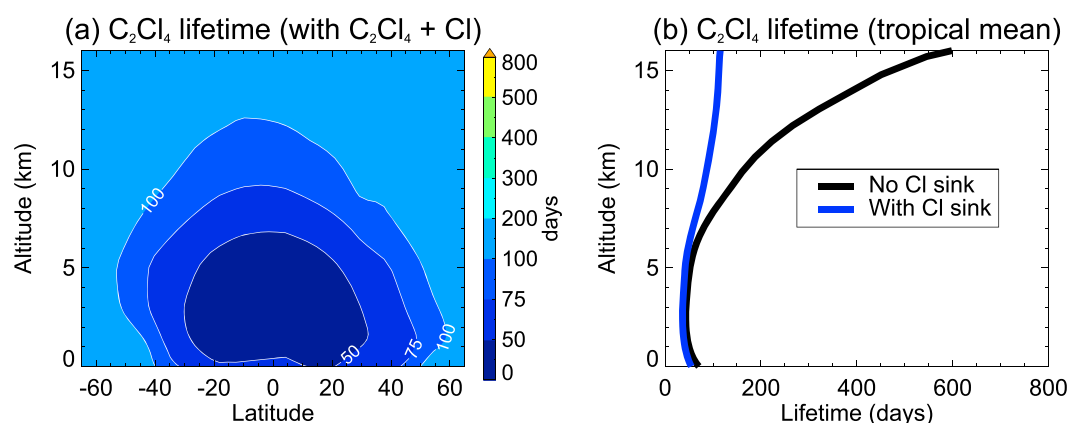 (a) C₂Cl₄ lifetime (with C₂Cl₄ + Cl)
15
10
5
0
Altitude (km)
-60 -40 -20 0 20 40 60
Latitude
100
50
75
100
800
500
400
300
200
100
75
50
0
days
(b) C₂Cl₄ lifetime (tropical mean)
15
10
5
0
Altitude (km)
No Cl sink
With Cl sink
0 200 400 600 800
Lifetime (days)